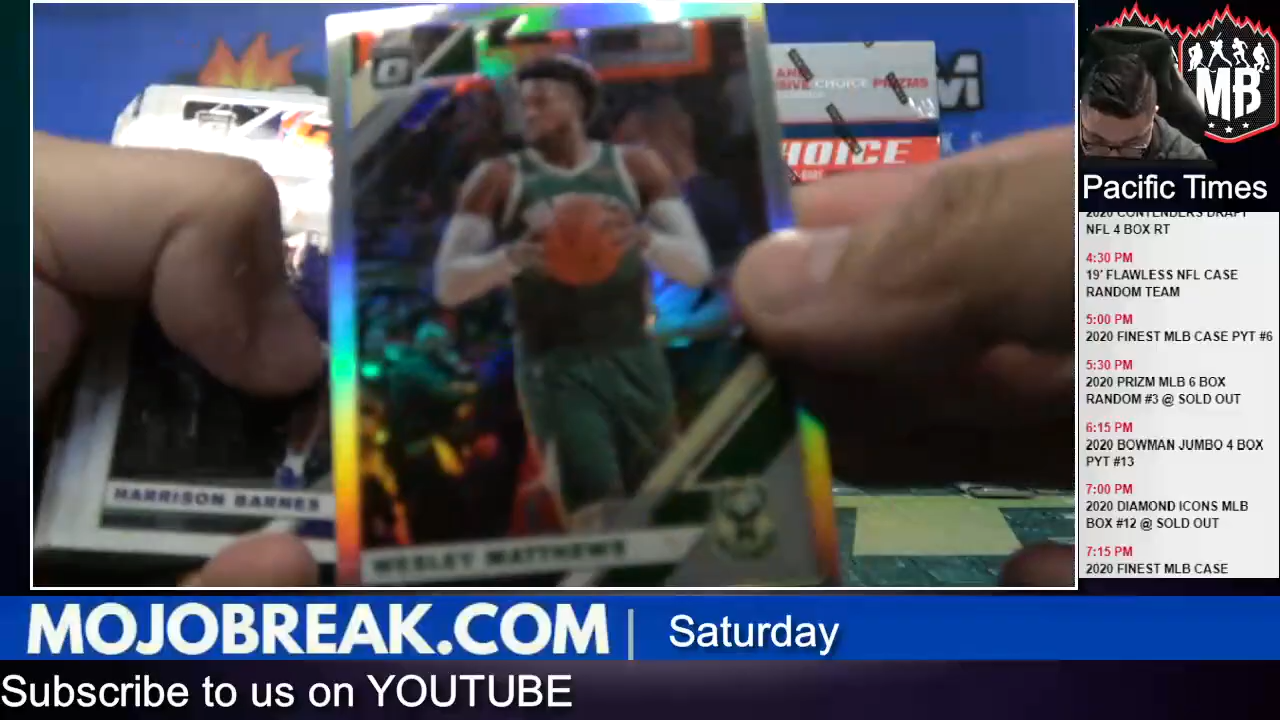 CHOICE PRIZMS
HOICE
HARRISON BARNES
WESLEY MATTHEWS
MB
Pacific Times
2020 CONTENDERS DRAFT
NFL 4 BOX RT
4:30 PM
19' FLAWLESS NFL CASE
RANDOM TEAM
5:00 PM
2020 FINEST MLB CASE PYT #6
5:30 PM
2020 PRIZM MLB 6 BOX
RANDOM #3 @ SOLD OUT
6:15 PM
2020 BOWMAN JUMBO 4 BOX
PYT #13
7:00 PM
2020 DIAMOND ICONS MLB
BOX #12 @ SOLD OUT
7:15 PM
2020 FINEST MLB CASE
MOJOBREAK.COM | Saturday
Subscribe to us on YOUTUBE